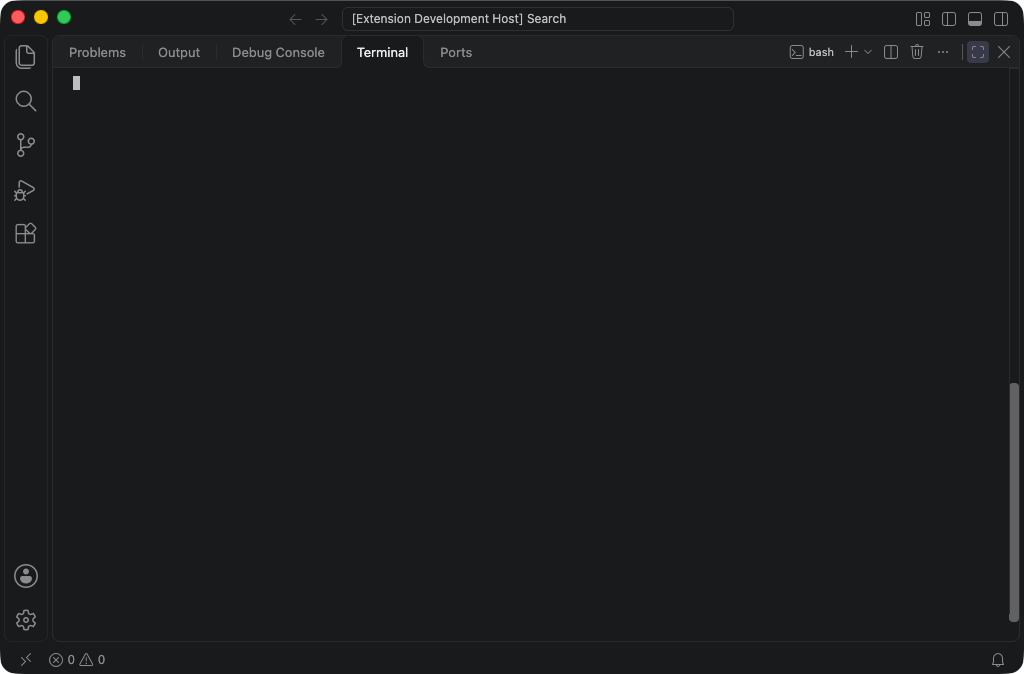 [Extension Development Host] Search
Problems Output Debug Console Terminal Ports bash
0 0